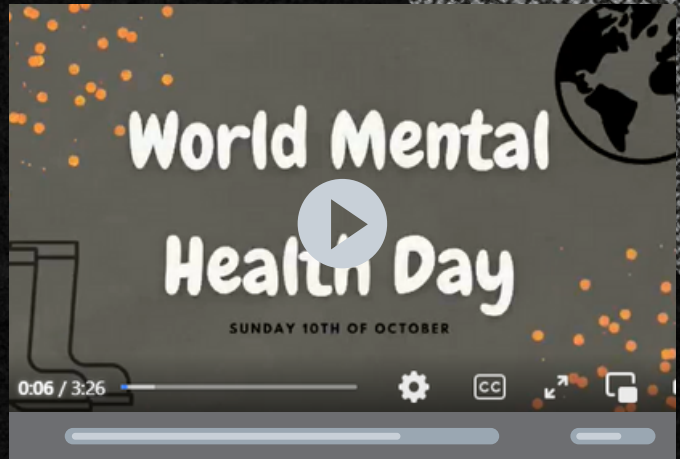 World Mental
Health Day
SUNDAY 10TH OF OCTOBER
0:06 / 3:26
CC